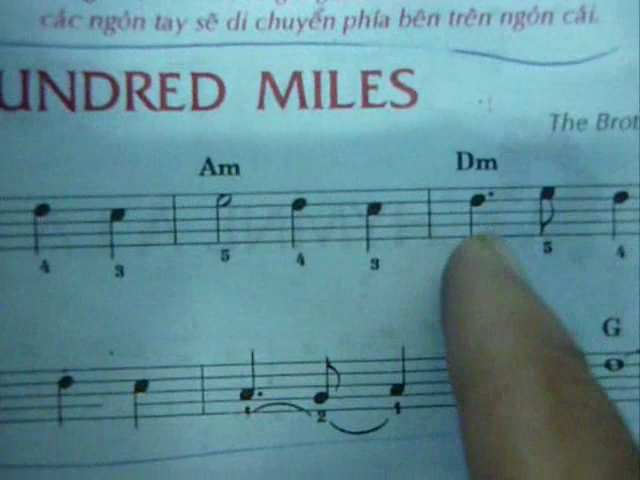 các ngón tay sẽ di chuyển phía bên trên ngón cái.
UNDRED MILES
The Brot
Am Dm
4 3 5 4 3 5 4
G
1 2 1